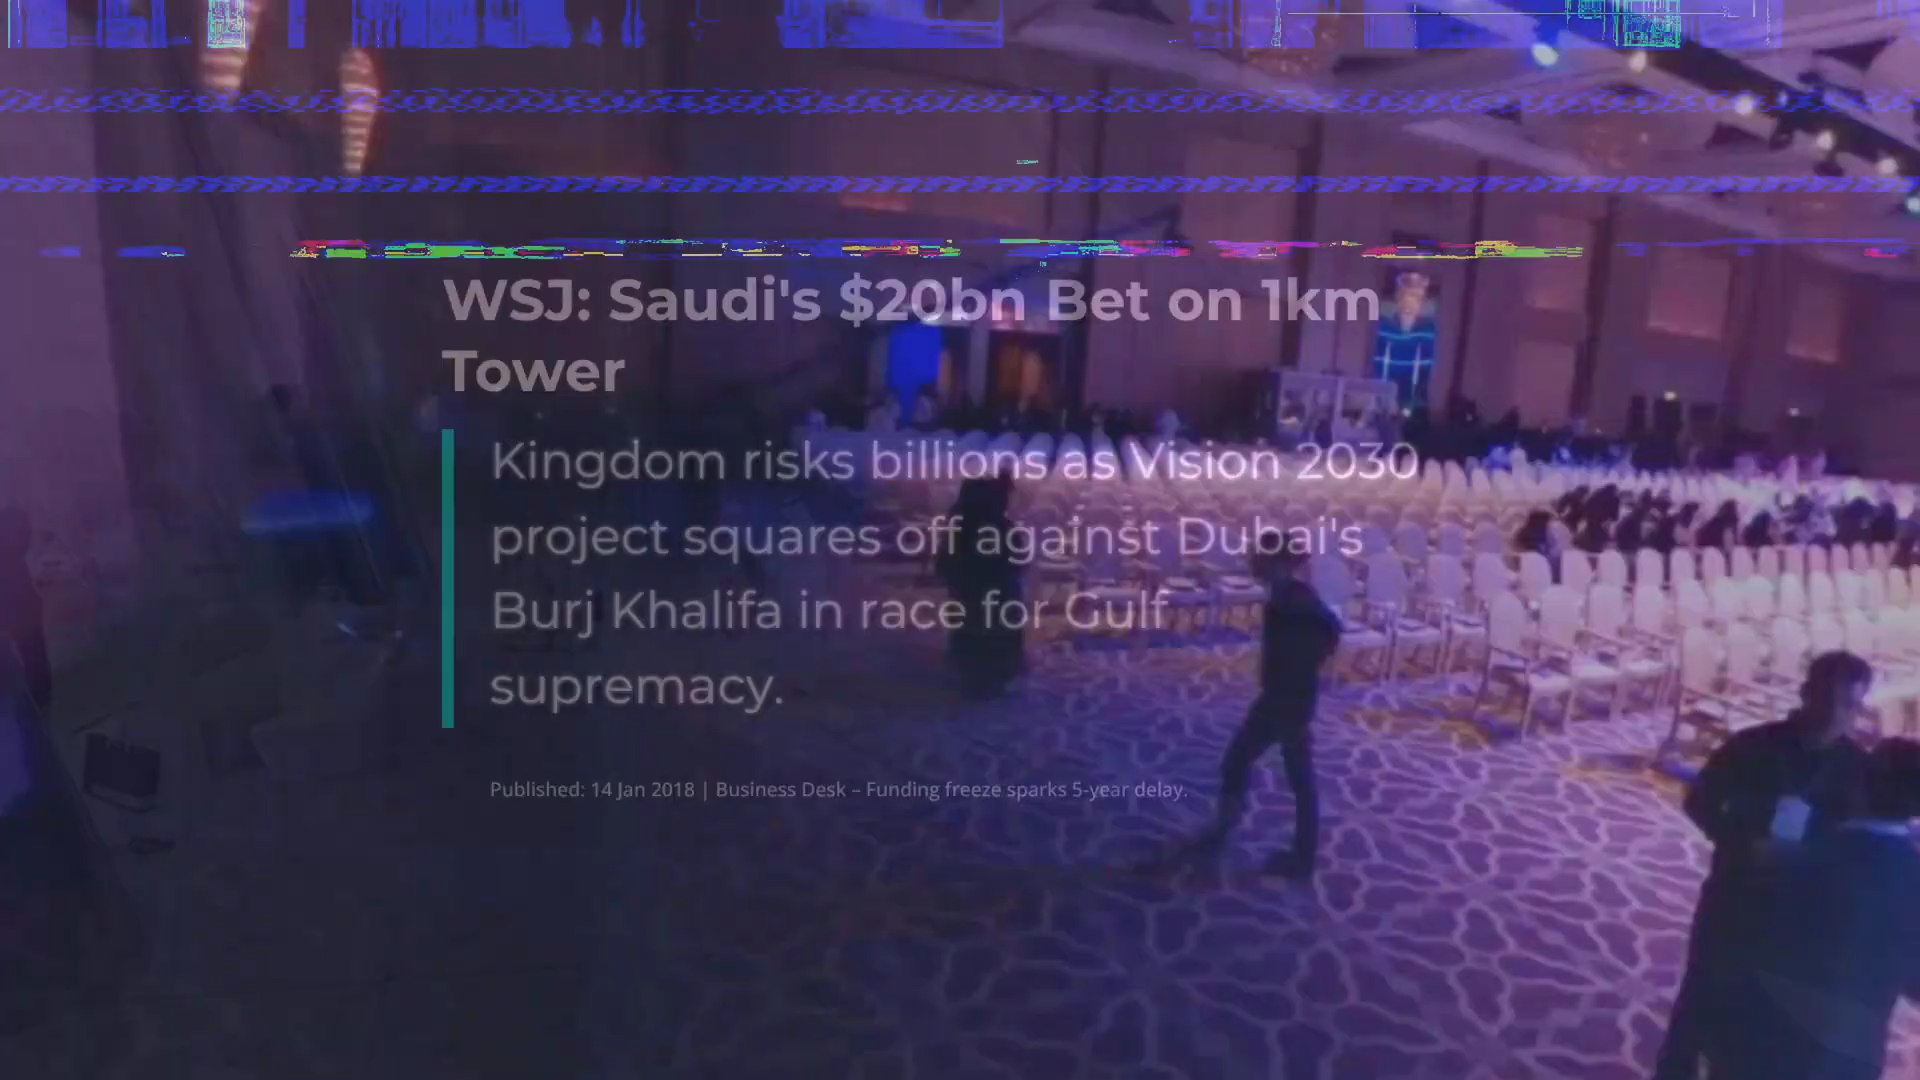 WSJ: Saudi's $20bn Bet on 1km
Tower
Kingdom risks billions as Vision 2030
project squares off against Dubai's
Burj Khalifa in race for Gulf
supremacy.
Published: 14 Jan 2018 | Business Desk – Funding freeze sparks 5-year delay.